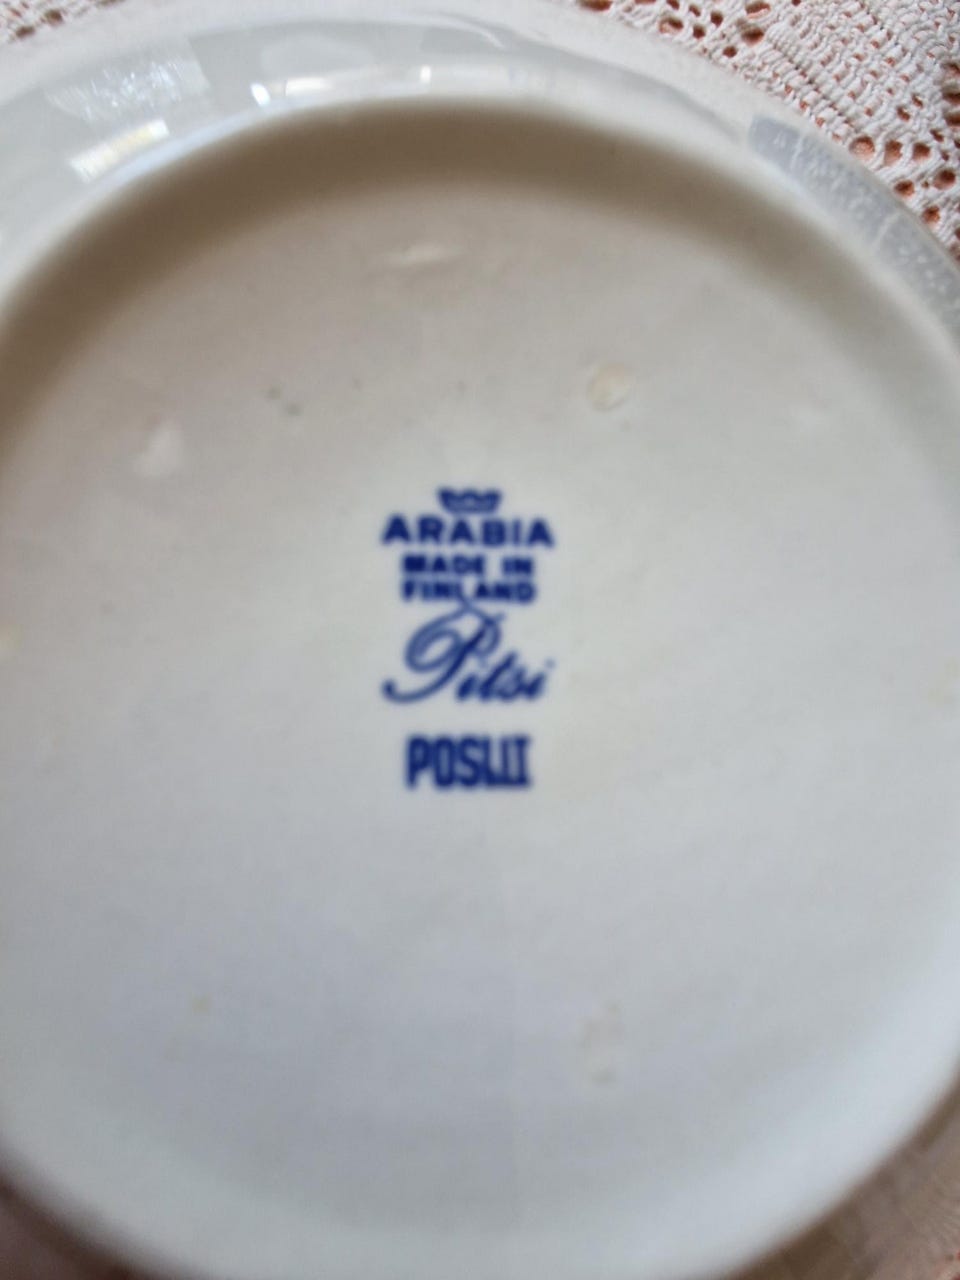 ARABIA
MADE IN
FINLAND
Pitsi
POSLII